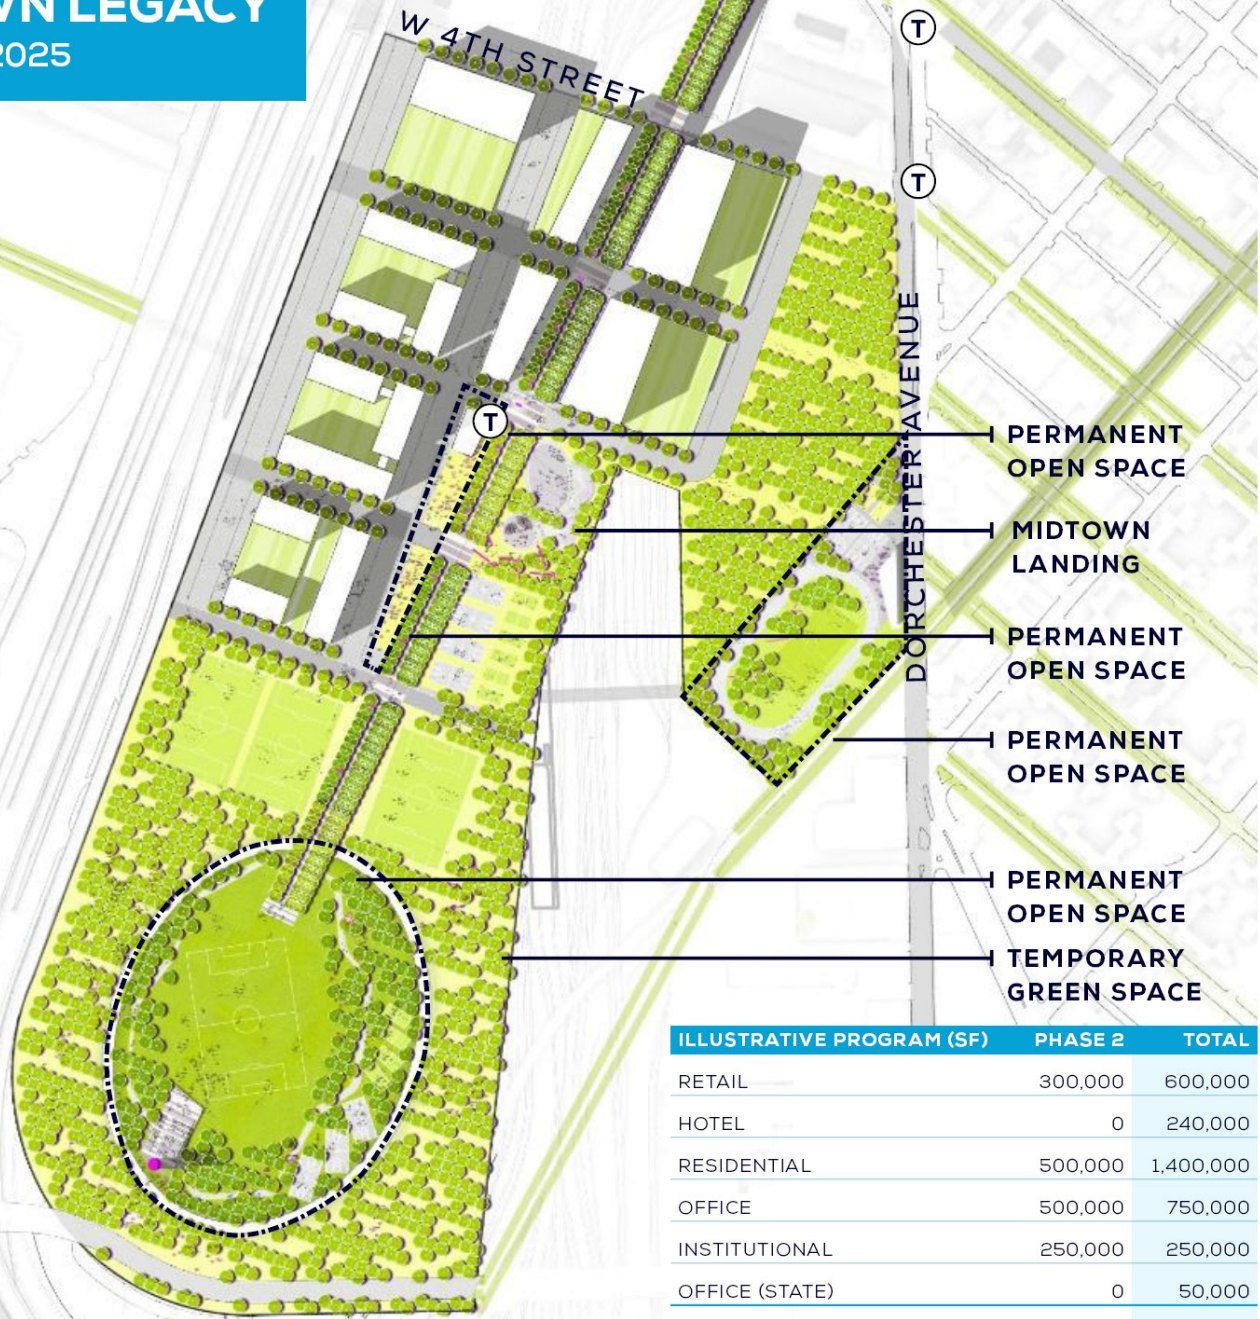 WN LEGACY
2025
W 4TH STREET
T
T
T
DORCHESTER AVENUE
PERMANENT
OPEN SPACE
MIDTOWN
LANDING
PERMANENT
OPEN SPACE
PERMANENT
OPEN SPACE
PERMANENT
OPEN SPACE
TEMPORARY
GREEN SPACE
ILLUSTRATIVE PROGRAM (SF) PHASE 2 TOTAL
RETAIL 300,000 600,000
HOTEL 0 240,000
RESIDENTIAL 500,000 1,400,000
OFFICE 500,000 750,000
INSTITUTIONAL 250,000 250,000
OFFICE (STATE) 0 50,000